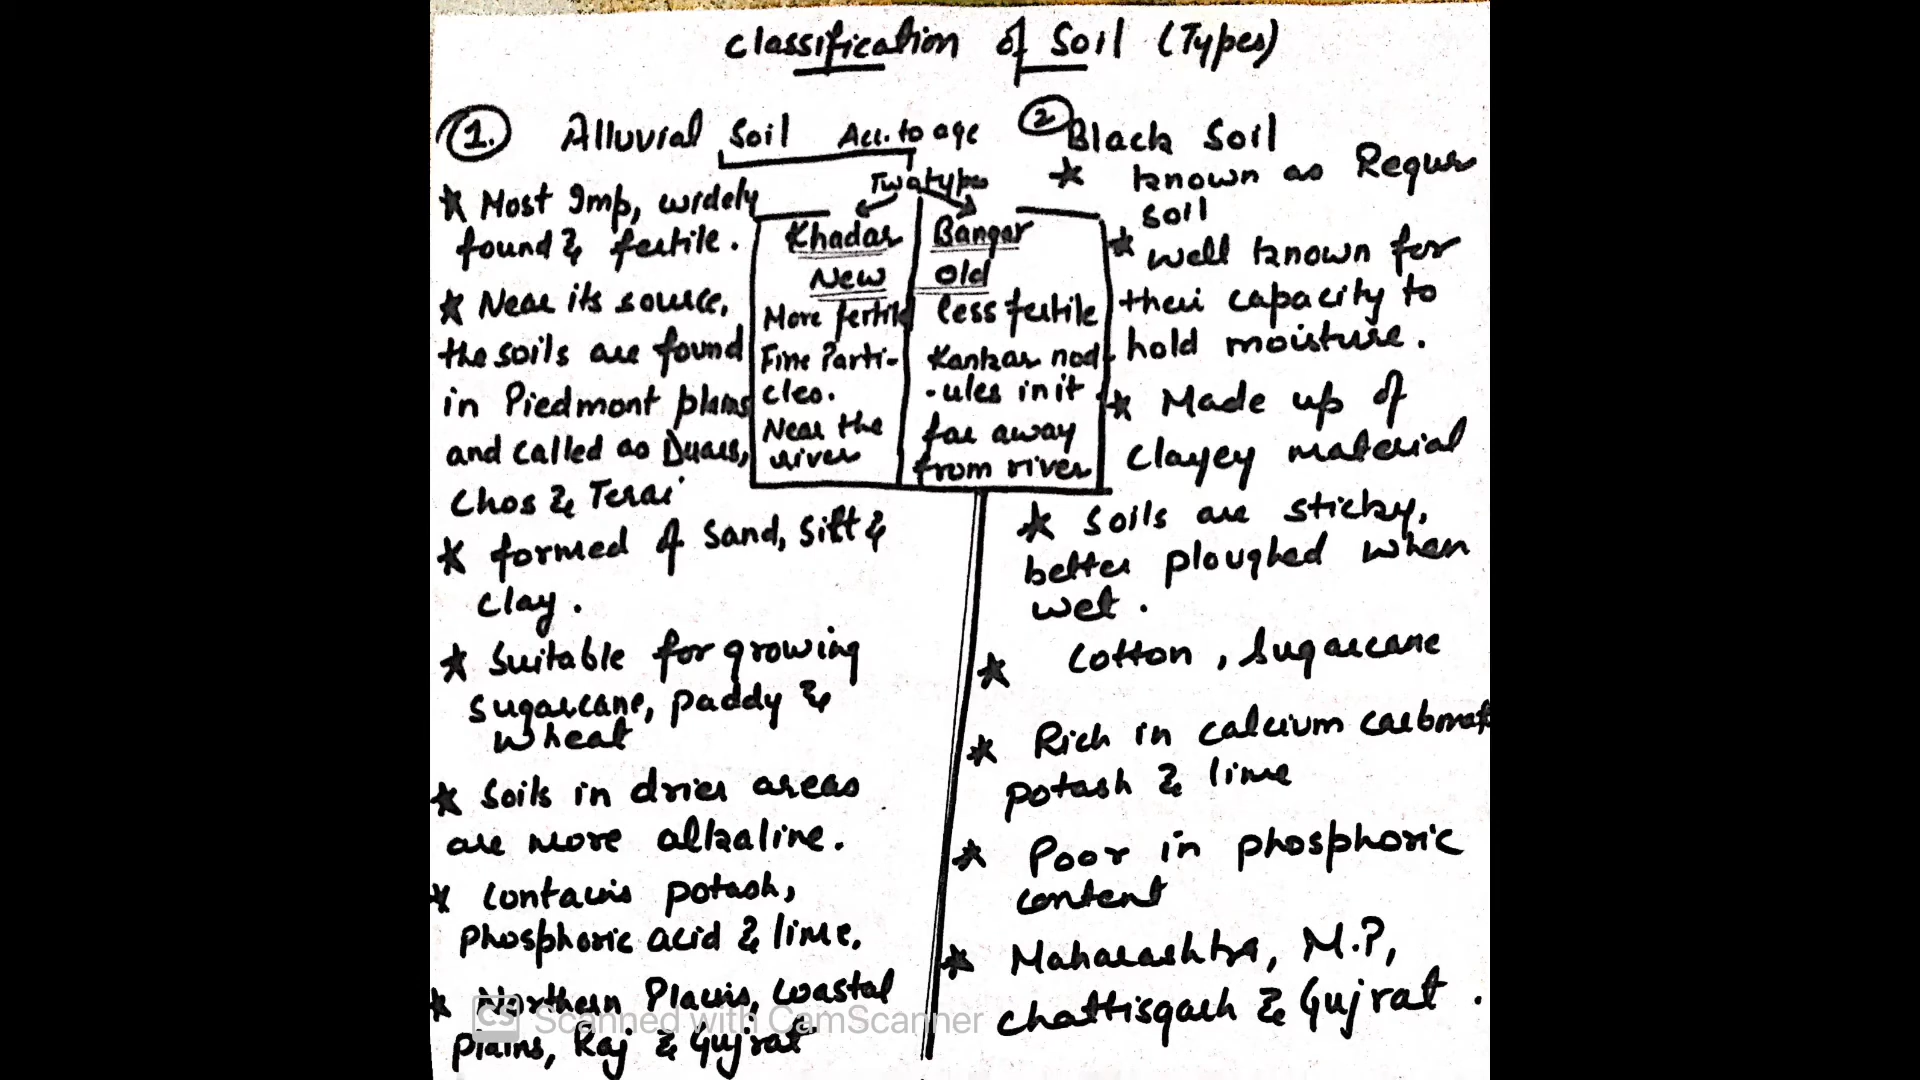 Classification of Soil (Types)
1. Alluvial Soil Acc. to age
Two types
* Most Imp, widely
found & fertile.
* Near its source,
the soils are found
in Piedmont plains
and called as Duars,
Chos & Terai
* formed of Sand, Silt &
clay.
* Suitable for growing
sugarcane, paddy &
wheat
* Soils in drier areas
are more alkaline.
* Contains potash,
phosphoric acid & lime.
* Northern Plains, Coastal
plains, Raj & Gujrat
Khadar
New
More fertile
Fine Parti-
cles.
Near the
river
Bangar
Old
less fertile
Kankar nod
-ules in it
far away
from river
2 Black Soil
* known as Regur
soil
* well known for
their capacity to
hold moisture.
* Made up of
Clayey material
* Soils are sticky,
better ploughed when
wet.
* Cotton, Sugarcane
* Rich in calcium carbonate
potash & lime
* Poor in phosphoric
content
* Maharashtra, M.P,
Chattisgarh & Gujrat.
CS Scanned with CamScanner